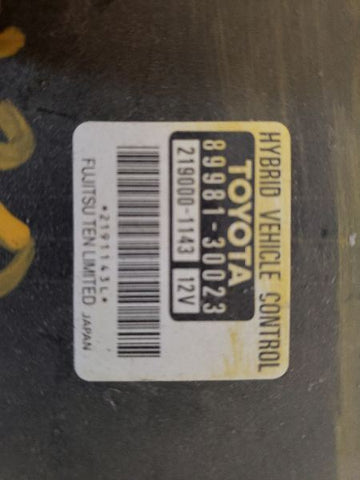 HYBRID VEHICLE CONTROL
TOYOTA
89981-30023
219000-1143 12V
*2191143L*
FUJITSU TEN LIMITED JAPAN